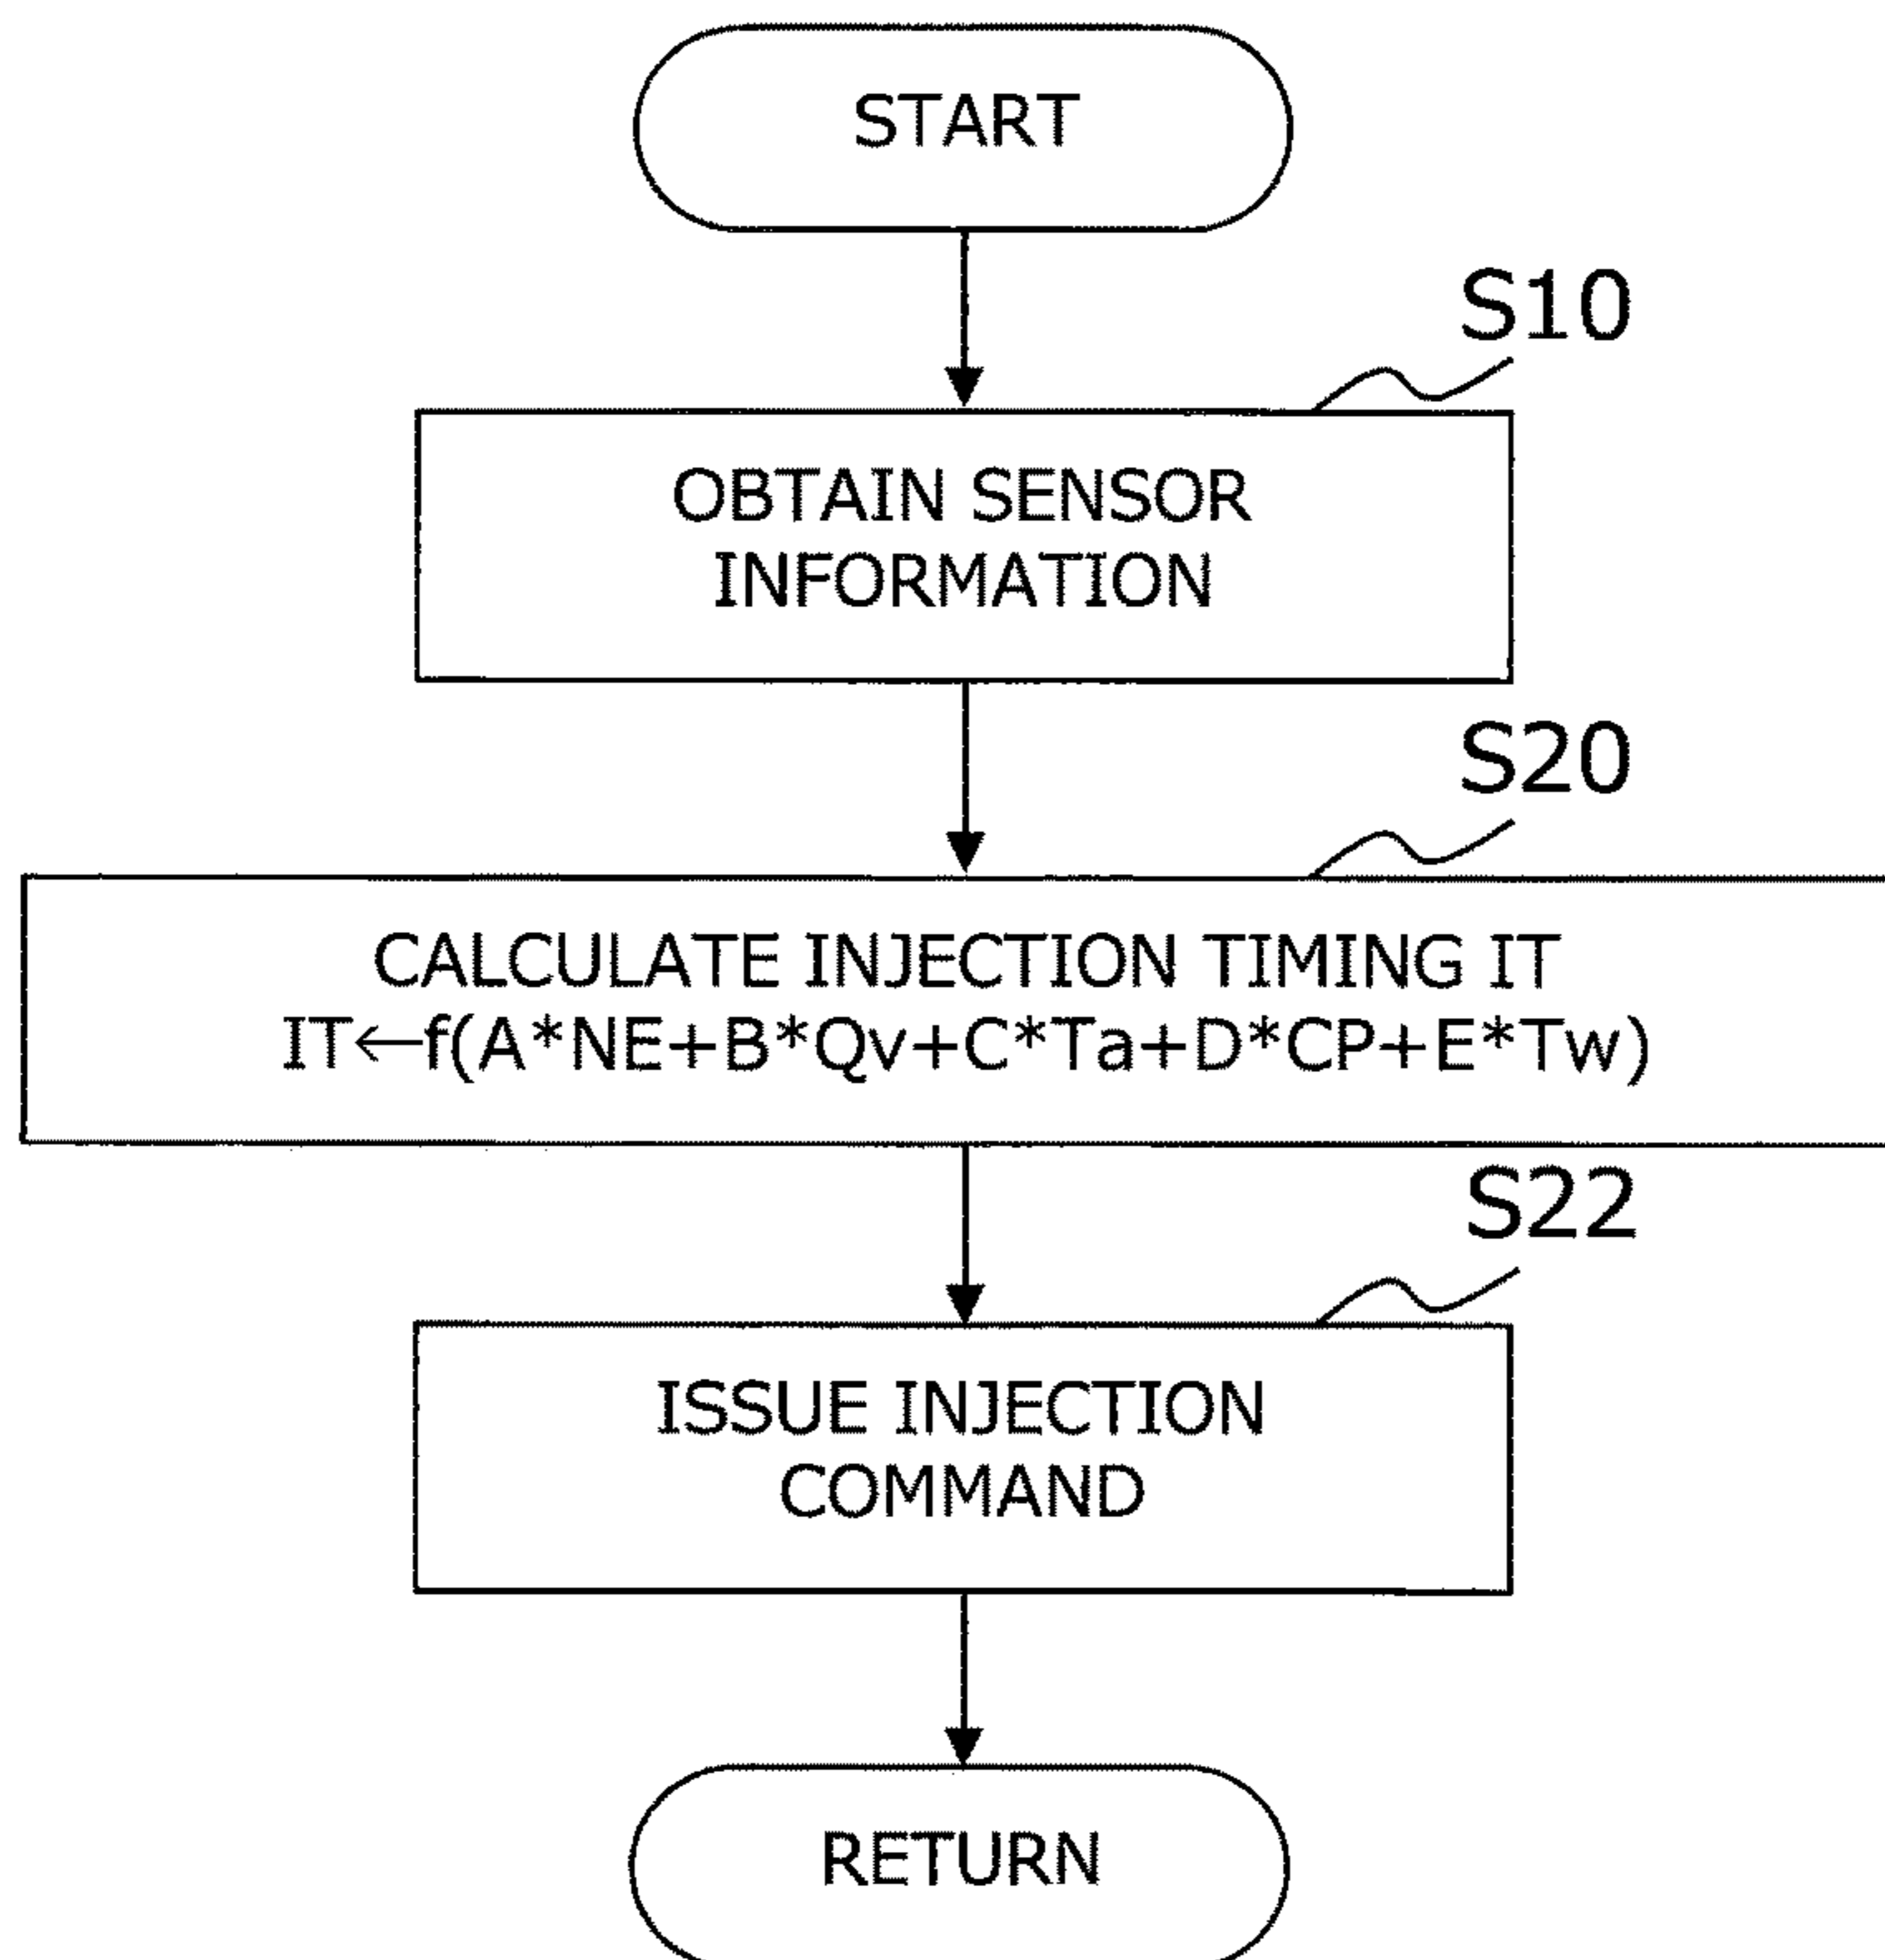 START
S10
OBTAIN SENSOR
INFORMATION
S20
CALCULATE INJECTION TIMING IT
IT←f(A*NE+B*Qv+C*Ta+D*CP+E*Tw)
S22
ISSUE INJECTION
COMMAND
RETURN